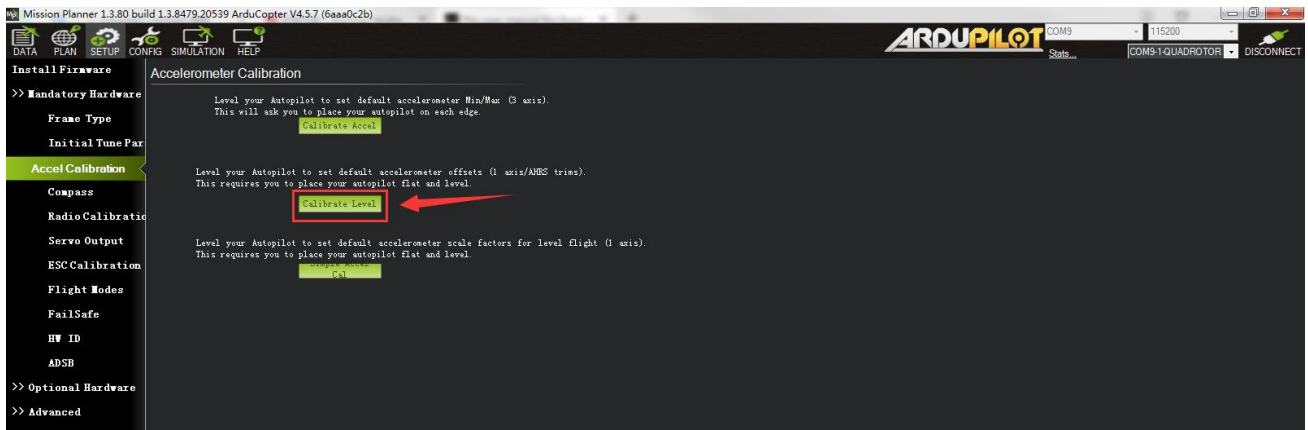 Mission Planner 1.3.80 build 1.3.8479.20539 ArduCopter V4.5.7 (6aaa0c2b)
DATA PLAN SETUP CONFIG SIMULATION HELP
ARDUPILOT
COM9 115200
Stats... COM9-1-QUADROTOR DISCONNECT
Install Firmware
>> Mandatory Hardware
Frame Type
Initial Tune Par
Accel Calibration
Compass
Radio Calibratio
Servo Output
ESC Calibration
Flight Modes
FailSafe
HW ID
ADSB
>> Optional Hardware
>> Advanced
Accelerometer Calibration
Level your Autopilot to set default accelerometer Min/Max (3 axis).
This will ask you to place your autopilot on each edge.
Calibrate Accel
Level your Autopilot to set default accelerometer offsets (1 axis/AHRS trims).
This requires you to place your autopilot flat and level.
Calibrate Level
Level your Autopilot to set default accelerometer scale factors for level flight (1 axis).
This requires you to place your autopilot flat and level.
Simple Accel
Cal